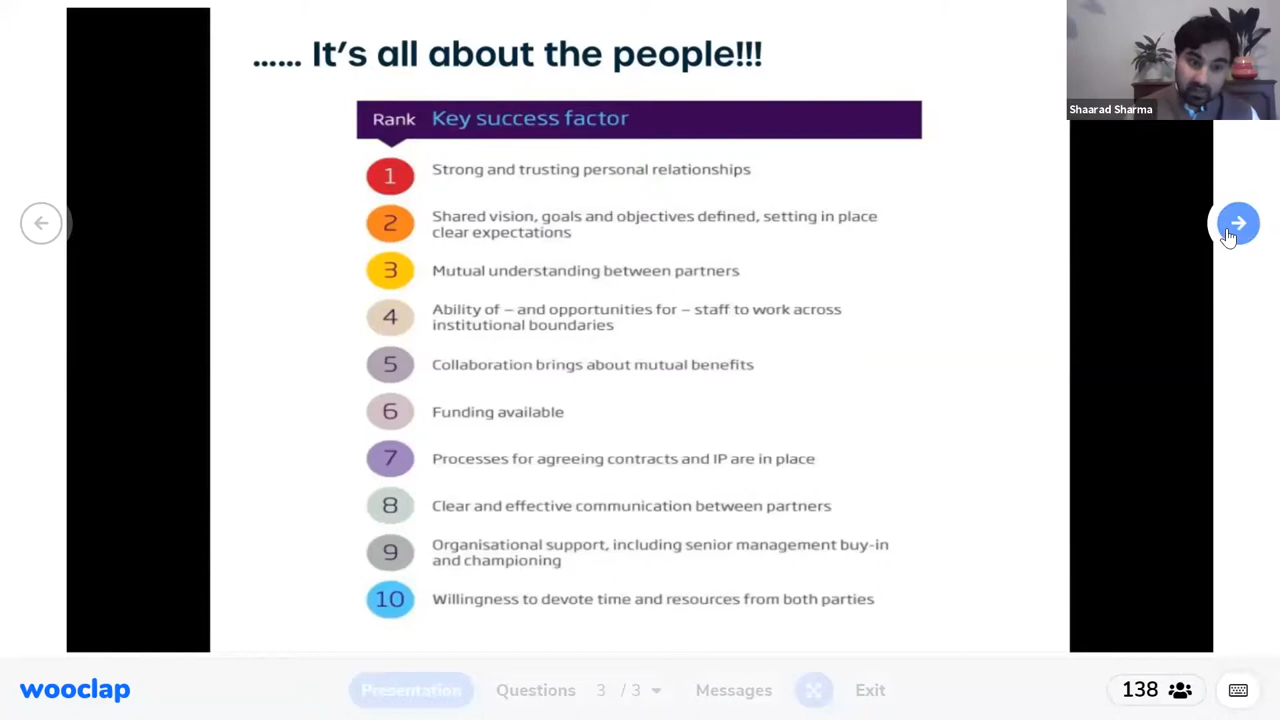 ...... It's all about the people!!!
Shaarad Sharma
Rank Key success factor
1 Strong and trusting personal relationships
2 Shared vision, goals and objectives defined, setting in place
clear expectations
3 Mutual understanding between partners
4 Ability of – and opportunities for – staff to work across
institutional boundaries
5 Collaboration brings about mutual benefits
6 Funding available
7 Processes for agreeing contracts and IP are in place
8 Clear and effective communication between partners
9 Organisational support, including senior management buy-in
and championing
10 Willingness to devote time and resources from both parties
wooclap Presentation Questions 3 / 3 Messages Exit 138